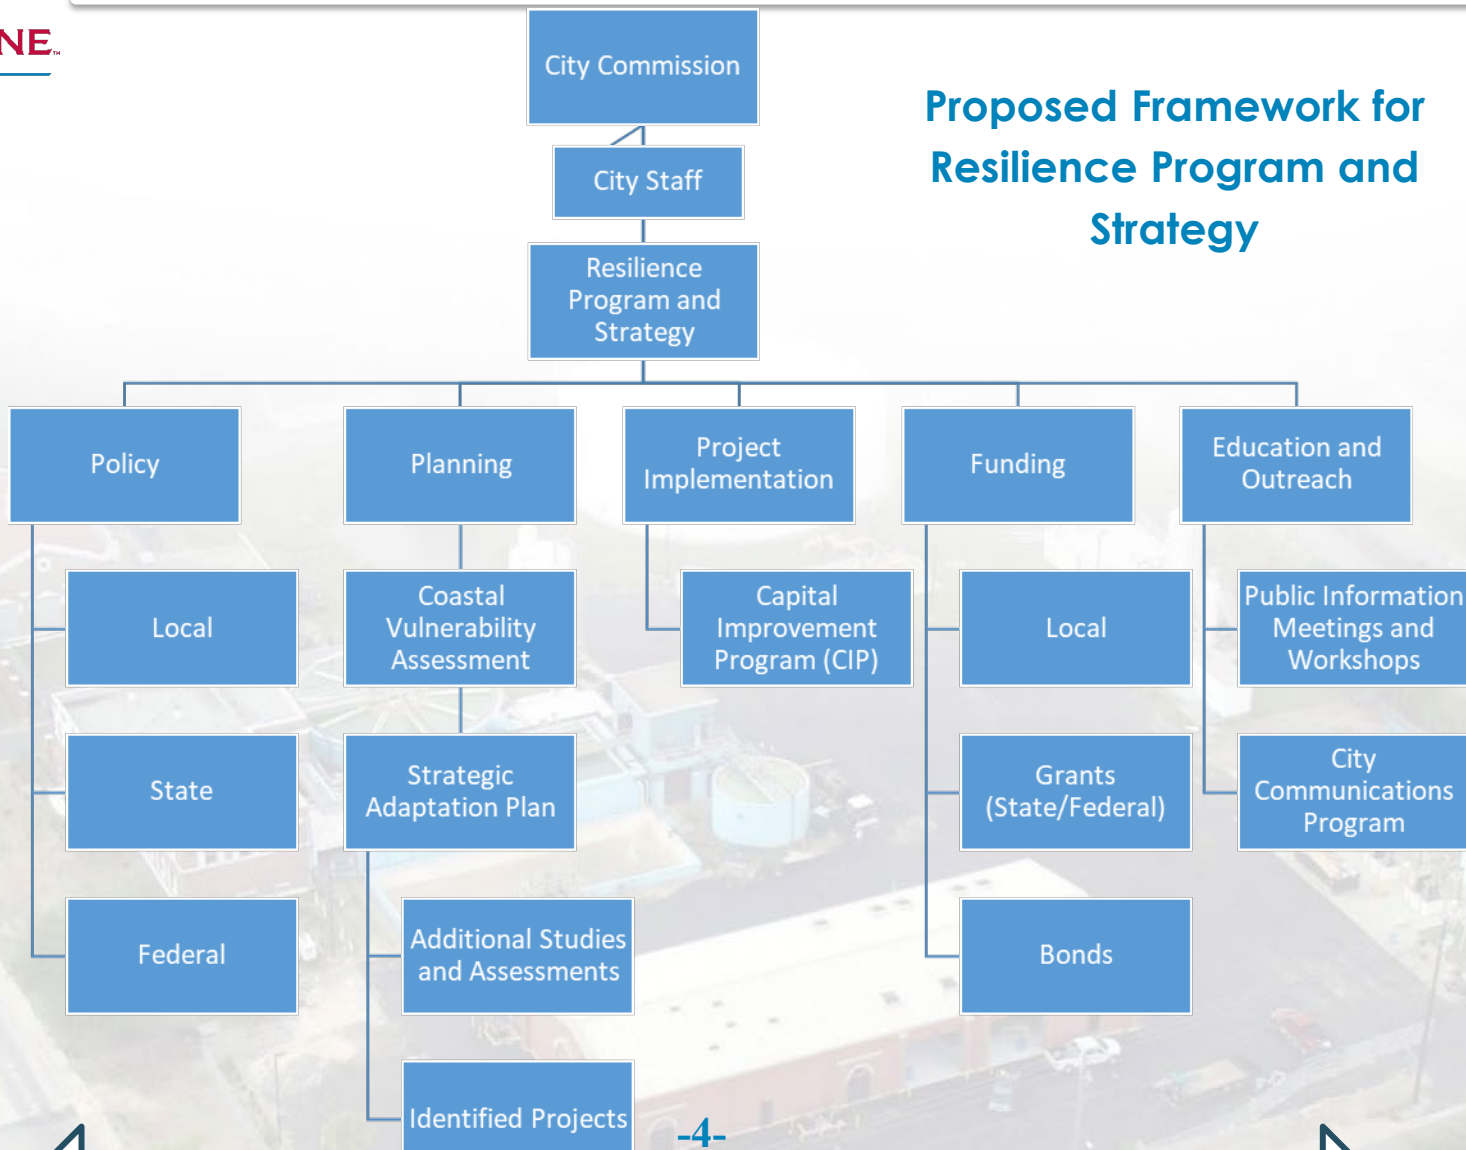 NE™
City Commission
Proposed Framework for
Resilience Program and
Strategy
City Staff
Resilience
Program and
Strategy
Policy
Planning
Project
Implementation
Funding
Education and
Outreach
Local
Coastal
Vulnerability
Assessment
Capital
Improvement
Program (CIP)
Local
Public Information
Meetings and
Workshops
State
Strategic
Adaptation Plan
Grants
(State/Federal)
City
Communications
Program
Federal
Additional Studies
and Assessments
Bonds
Identified Projects
-4-